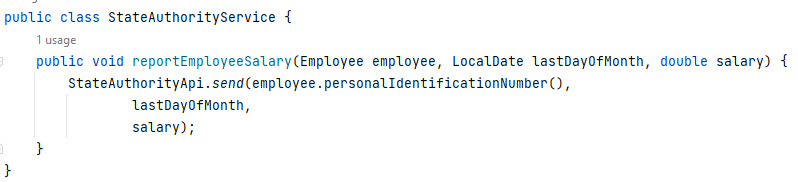 public class StateAuthorityService {
1 usage
public void reportEmployeeSalary(Employee employee, LocalDate lastDayOfMonth, double salary) {
StateAuthorityApi.send(employee.personalIdentificationNumber(),
lastDayOfMonth,
salary);
}
}